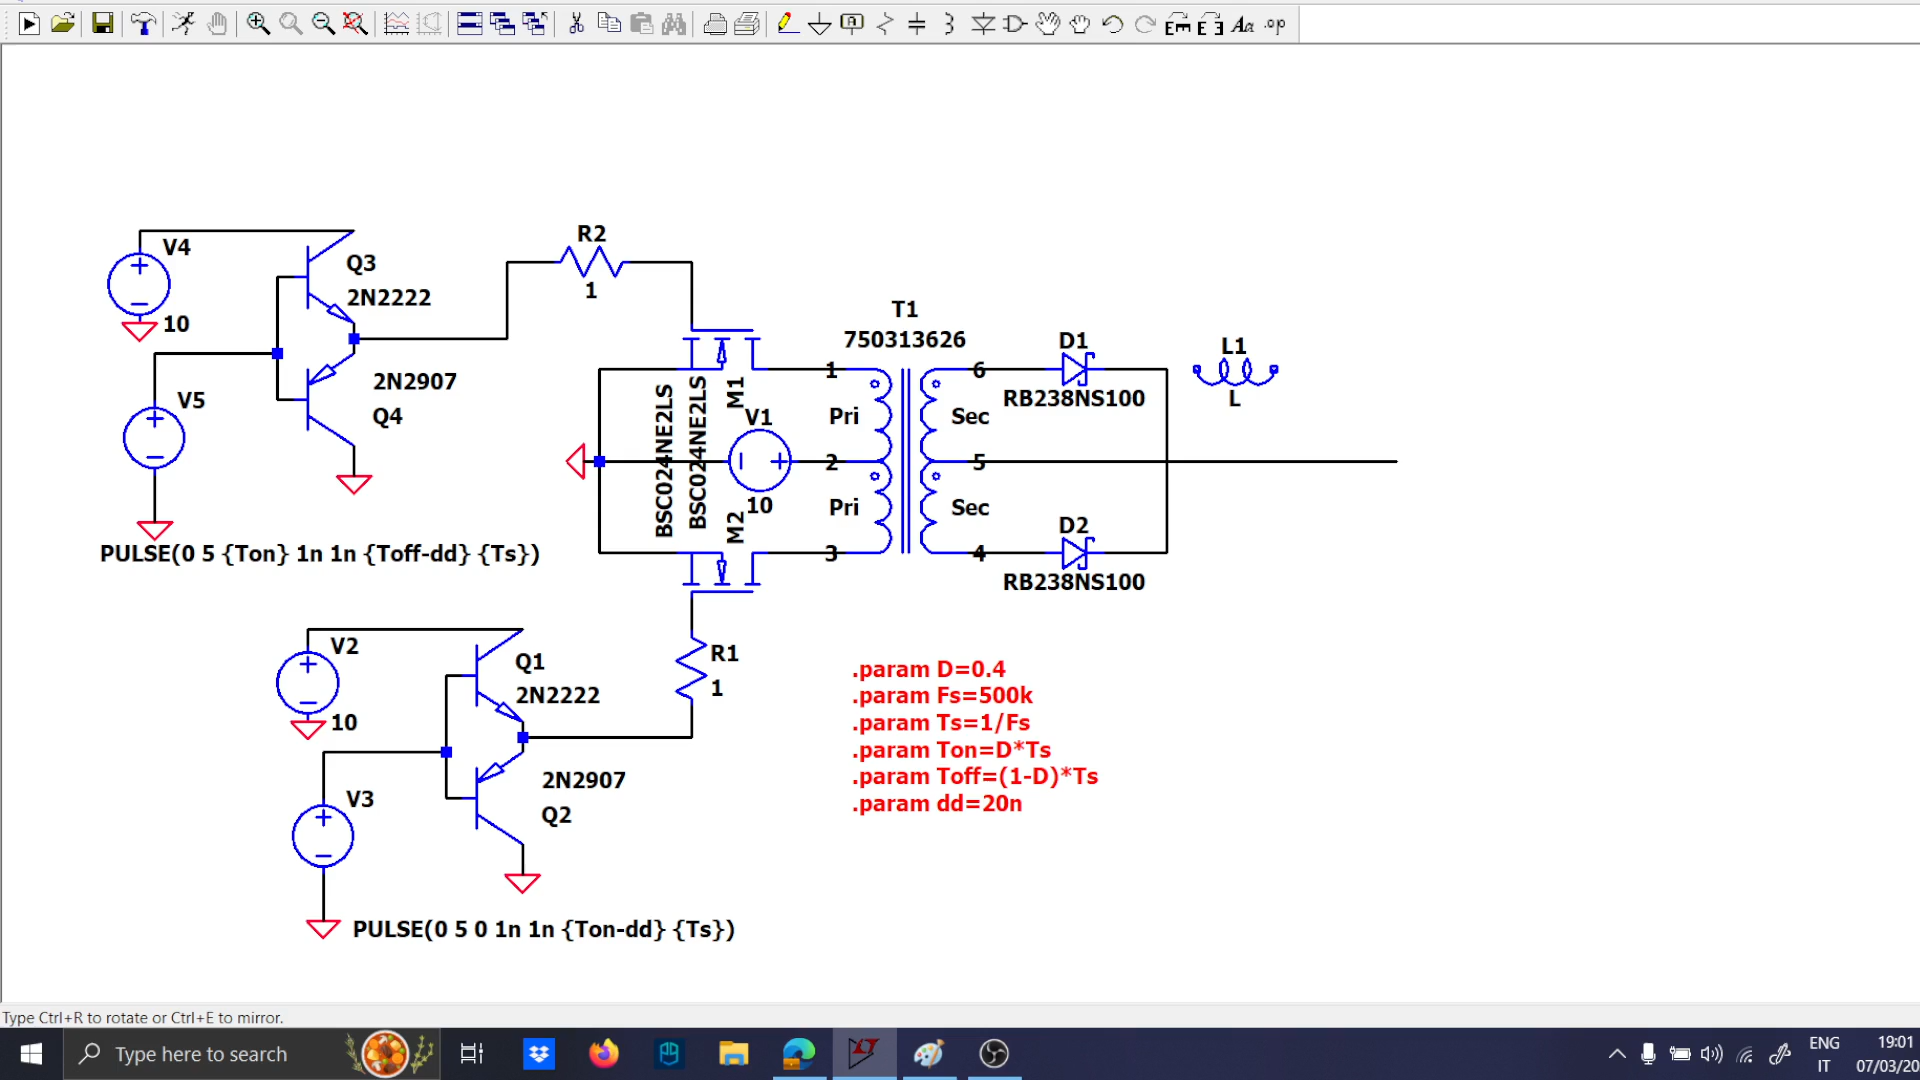 V4
10
V5
Q3
2N2222
2N2907
Q4
PULSE(0 5 {Ton} 1n 1n {Toff-dd} {Ts})
R2
1
BSC024NE2LS
BSC024NE2LS
M1
M2
V1
10
T1
750313626
1
Pri
2
Pri
3
6
Sec
5
Sec
4
D1
RB238NS100
D2
RB238NS100
L1
L
V2
10
V3
Q1
2N2222
2N2907
Q2
R1
1
PULSE(0 5 0 1n 1n {Ton-dd} {Ts})
.param D=0.4
.param Fs=500k
.param Ts=1/Fs
.param Ton=D*Ts
.param Toff=(1-D)*Ts
.param dd=20n
Type Ctrl+R to rotate or Ctrl+E to mirror.
Type here to search
ENG
IT
19:01
07/03/20